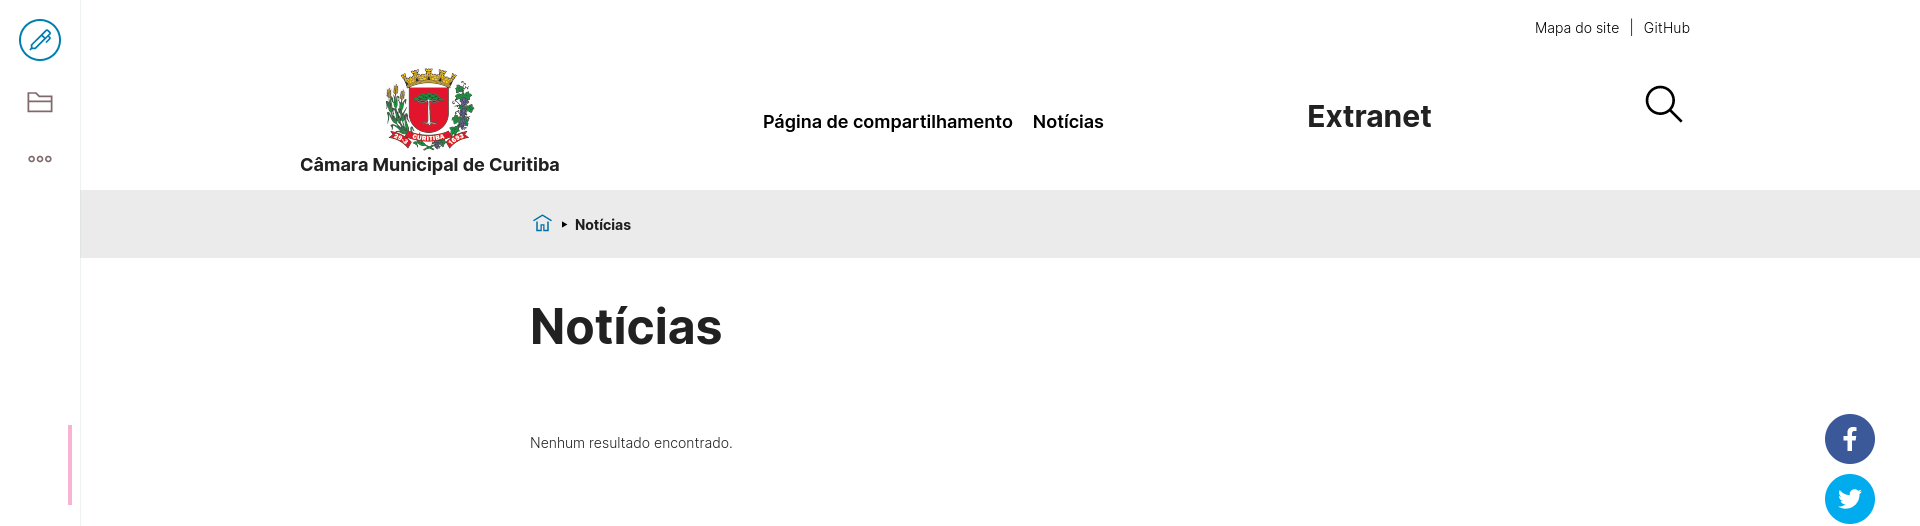 Mapa do site | GitHub
CURITIBA
Câmara Municipal de Curitiba
Página de compartilhamento Notícias
Extranet
Notícias
Notícias
Nenhum resultado encontrado.